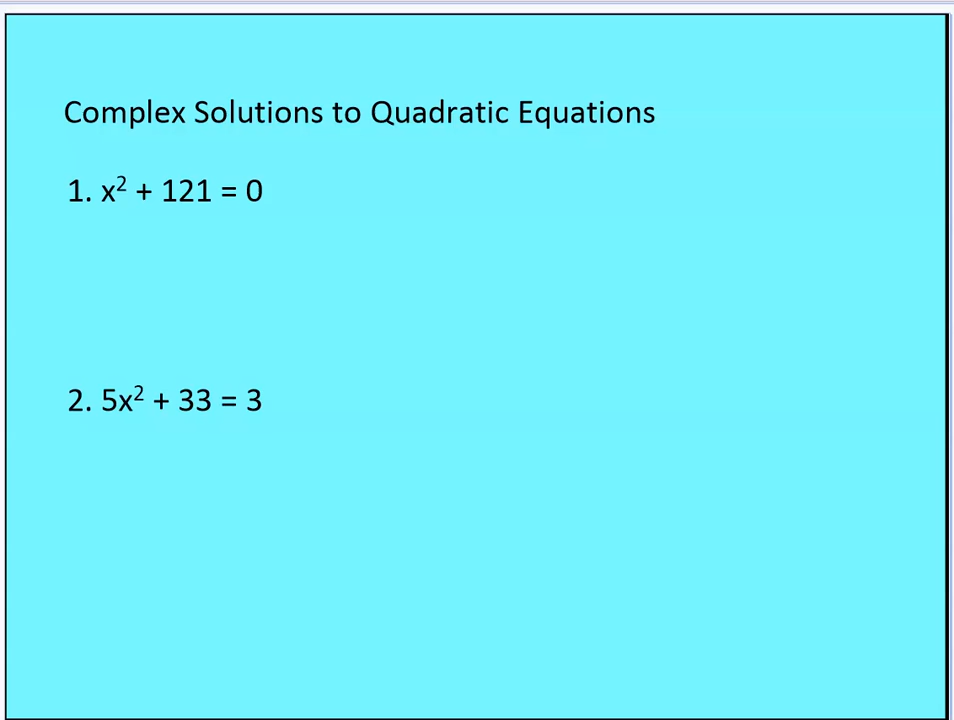 Complex Solutions to Quadratic Equations
1. x² + 121 = 0
2. 5x² + 33 = 3